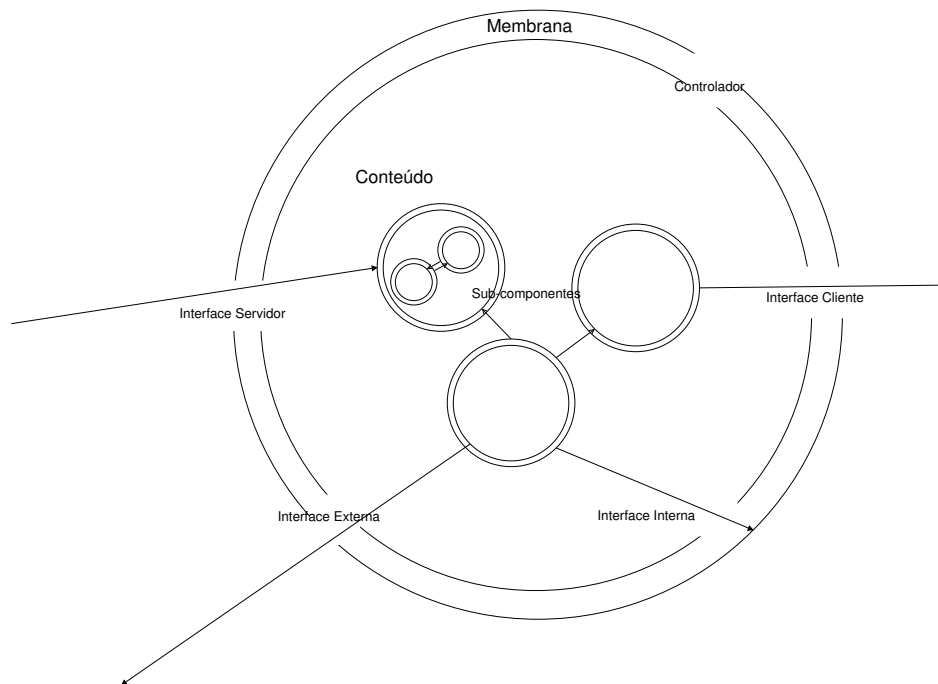 Membrana
Controlador
Conteúdo
Sub-componentes
Interface Cliente
Interface Servidor
Interface Externa
Interface Interna